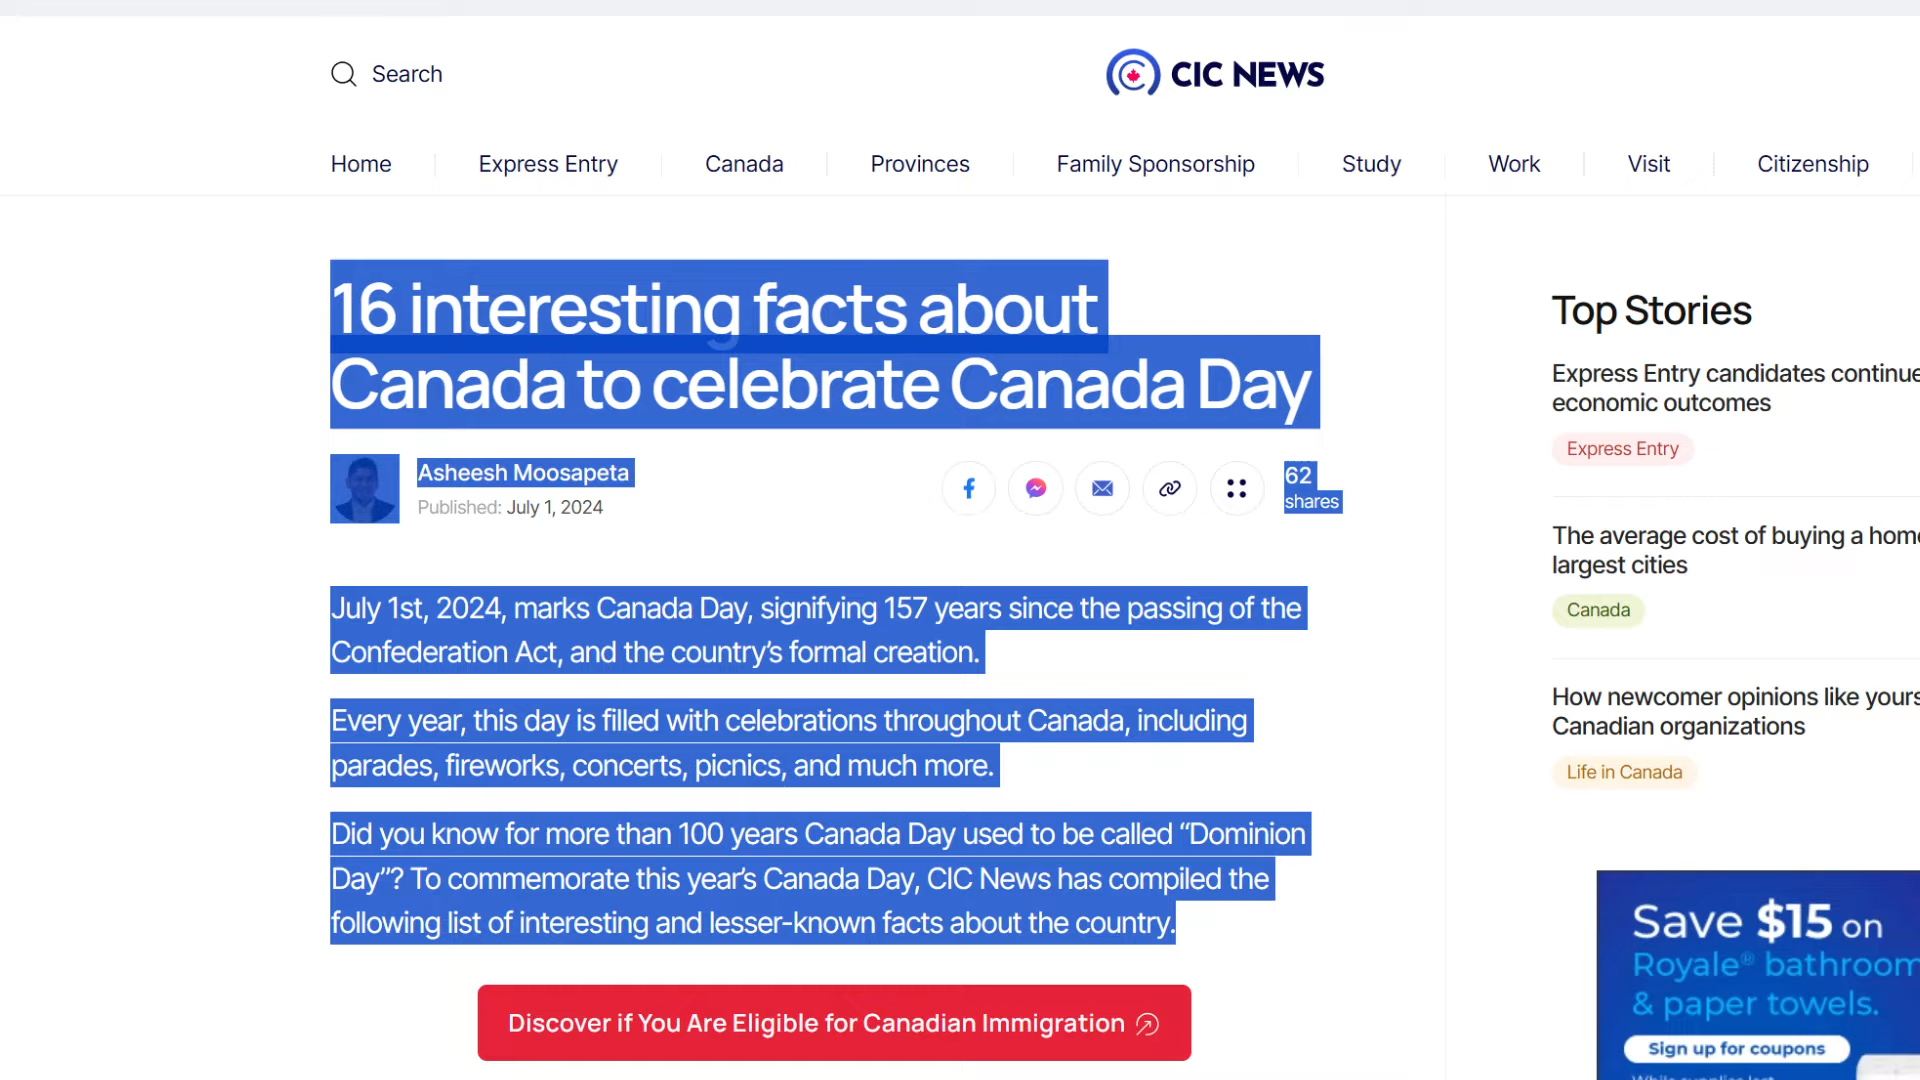 Search
CIC NEWS
Home
Express Entry
Canada
Provinces
Family Sponsorship
Study
Work
Visit
Citizenship
16 interesting facts about
Canada to celebrate Canada Day
Asheesh Moosapeta
Published: July 1, 2024
62
shares
July 1st, 2024, marks Canada Day, signifying 157 years since the passing of the
Confederation Act, and the country’s formal creation.
Every year, this day is filled with celebrations throughout Canada, including
parades, fireworks, concerts, picnics, and much more.
Did you know for more than 100 years Canada Day used to be called “Dominion
Day”? To commemorate this year’s Canada Day, CIC News has compiled the
following list of interesting and lesser-known facts about the country.
Discover if You Are Eligible for Canadian Immigration
Top Stories
Express Entry candidates continue
economic outcomes
Express Entry
The average cost of buying a home
largest cities
Canada
How newcomer opinions like yours
Canadian organizations
Life in Canada
Save $15 on
Royale® bathroom
& paper towels.
Sign up for coupons